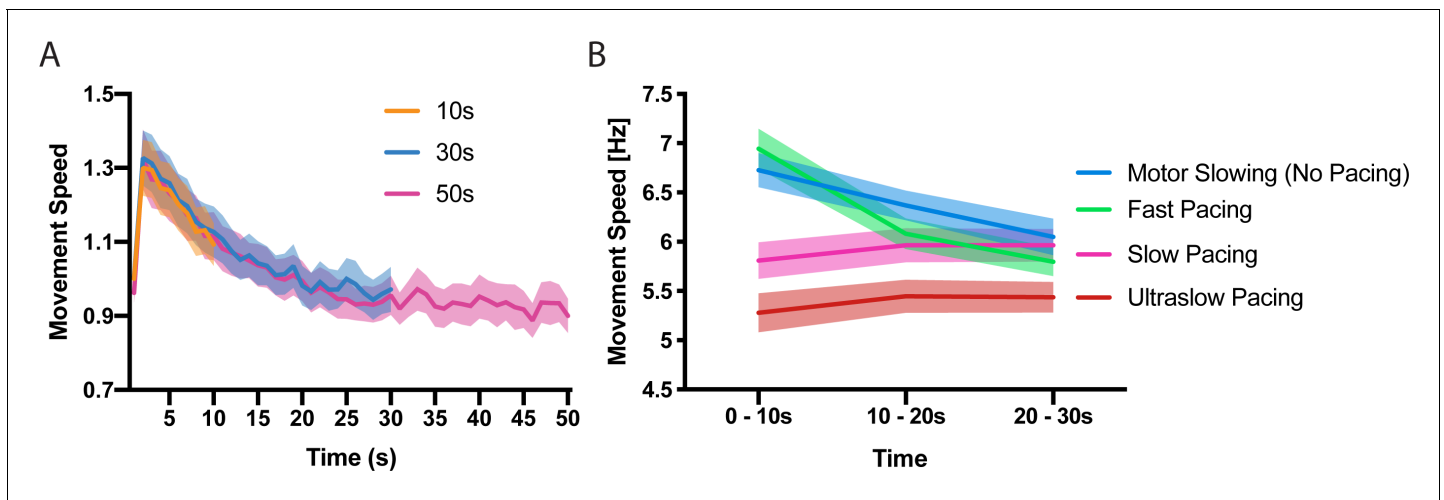 A
1.5
1.3
1.1
0.9
0.7
Movement Speed
10s
30s
50s
5 10 15 20 25 30 35 40 45 50
Time (s)
B
7.5
7
6.5
6
5.5
5
4.5
Movement Speed [Hz]
0 - 10s 10 - 20s 20 - 30s
Time
Motor Slowing (No Pacing)
Fast Pacing
Slow Pacing
Ultraslow Pacing